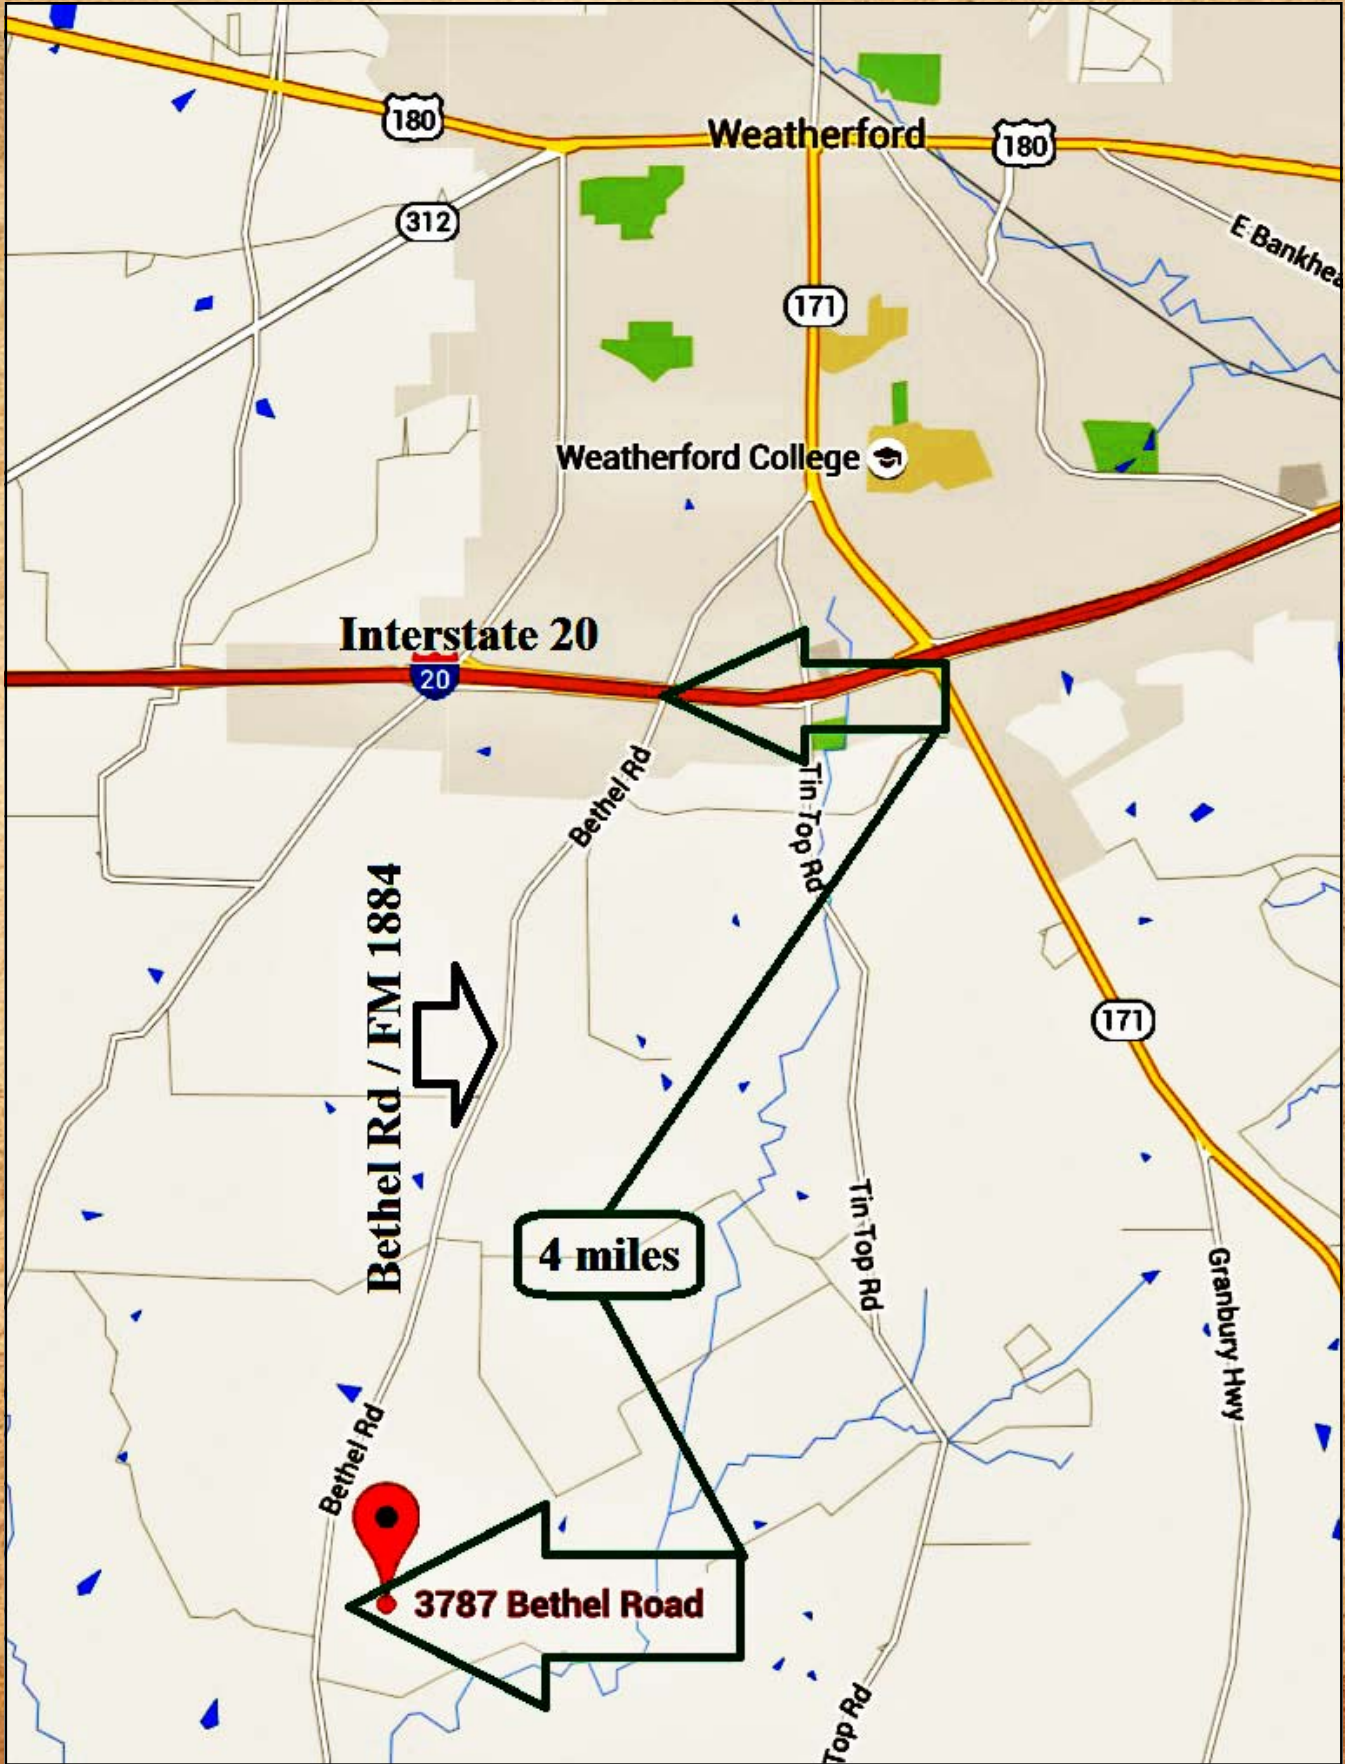 180
Weatherford
180
312
E Bankhea
171
Weatherford College
Interstate 20
20
Bethel Rd
Tin Top Rd
Bethel Rd / FM 1884
171
Tin Top Rd
4 miles
Granbury Hwy
Bethel Rd
3787 Bethel Road
Top Rd